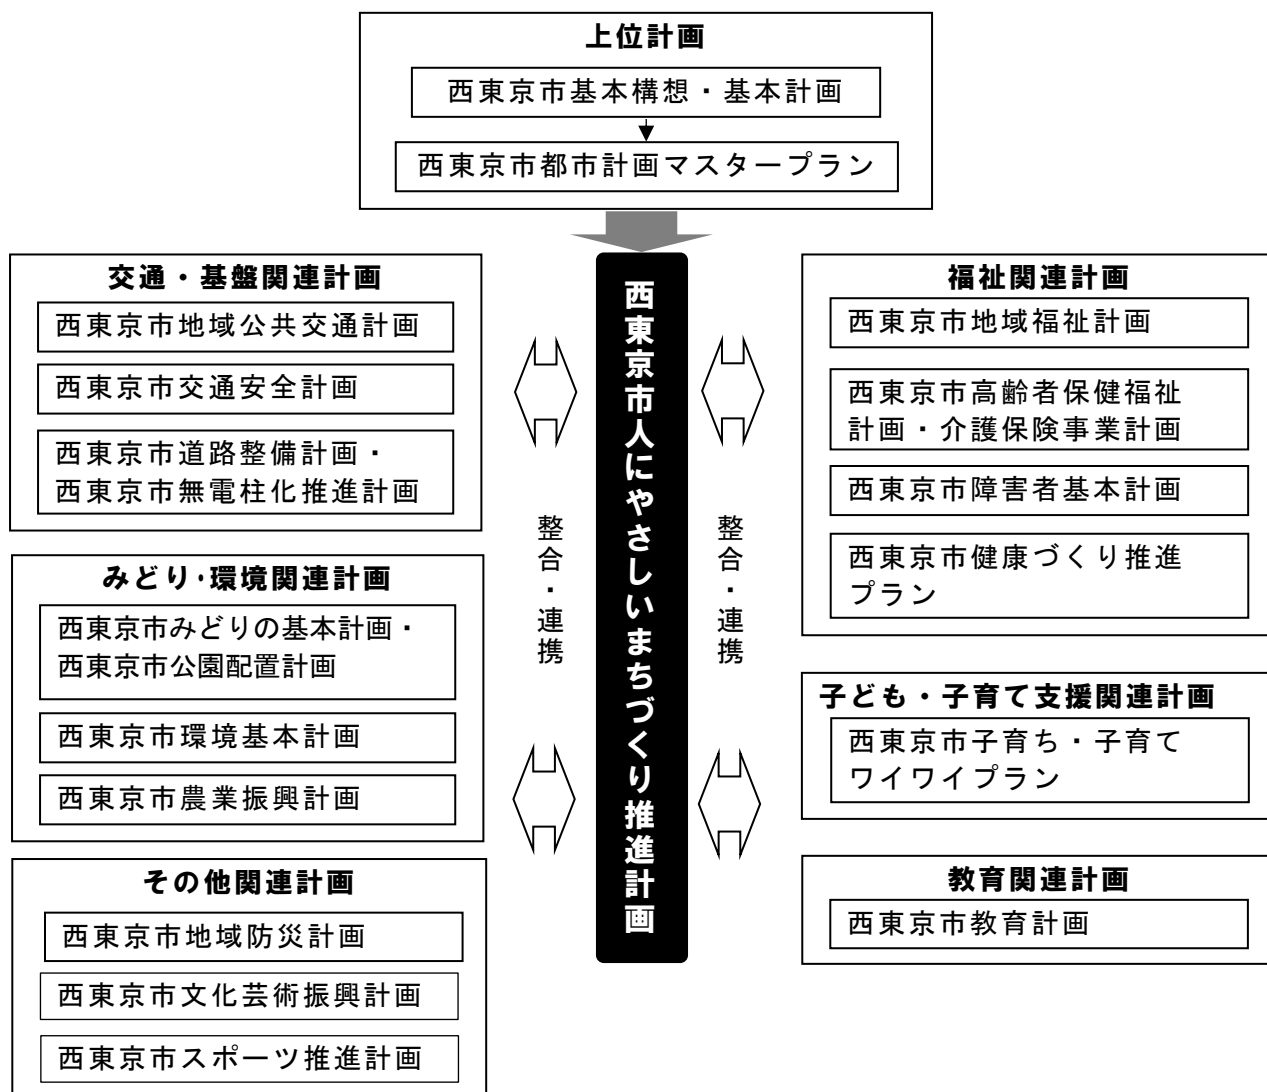 上位計画
西東京市基本構想・基本計画
西東京市都市計画マスタープラン
交通・基盤関連計画
西東京市地域公共交通計画
西東京市交通安全計画
西東京市道路整備計画・
西東京市無電柱化推進計画
みどり・環境関連計画
西東京市みどりの基本計画・
西東京市公園配置計画
西東京市環境基本計画
西東京市農業振興計画
その他関連計画
西東京市地域防災計画
西東京市文化芸術振興計画
西東京市スポーツ推進計画
整合・連携
西東京市人にやさしいまちづくり推進計画
整合・連携
福祉関連計画
西東京市地域福祉計画
西東京市高齢者保健福祉
計画・介護保険事業計画
西東京市障害者基本計画
西東京市健康づくり推進
プラン
子ども・子育て支援関連計画
西東京市子育ち・子育て
ワイワイプラン
教育関連計画
西東京市教育計画